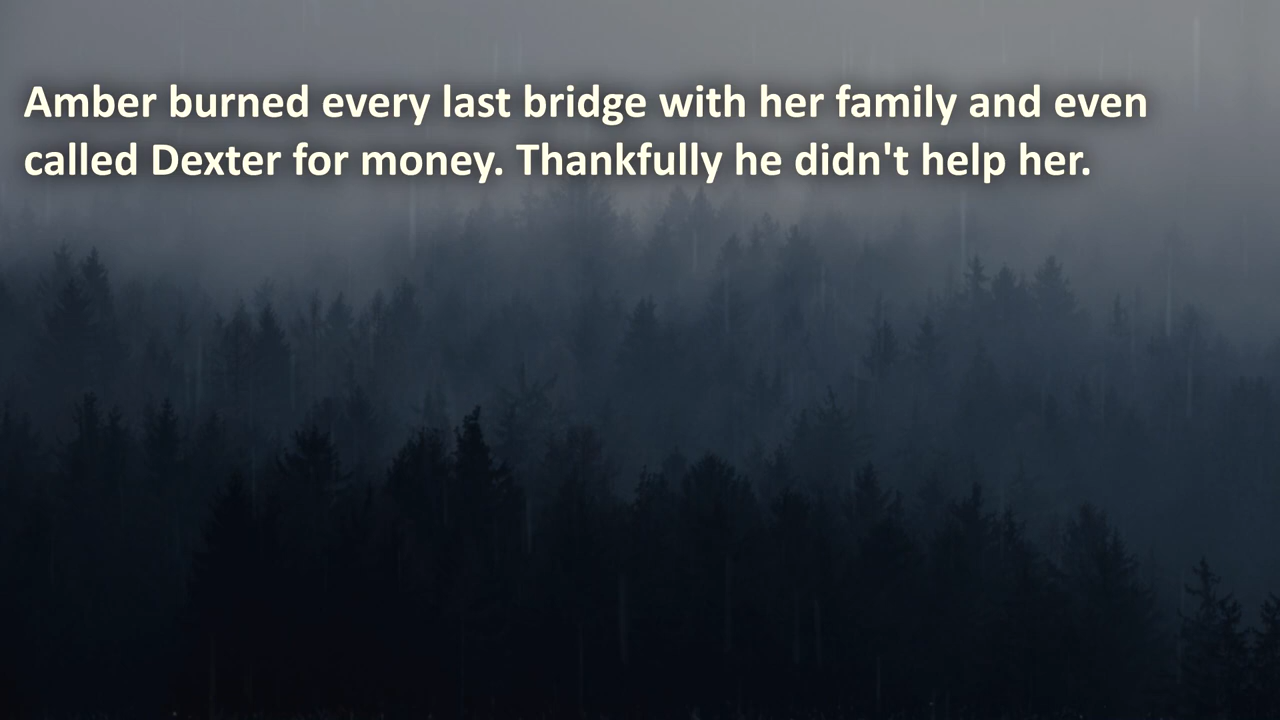 Amber burned every last bridge with her family and even
called Dexter for money. Thankfully he didn't help her.